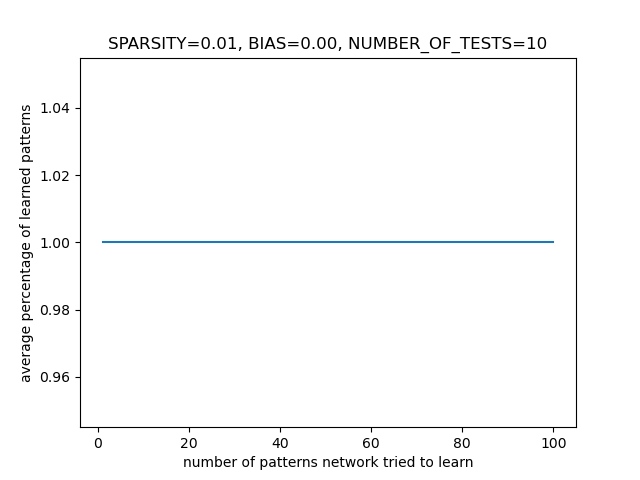 SPARSITY=0.01, BIAS=0.00, NUMBER_OF_TESTS=10
average percentage of learned patterns
1.04
1.02
1.00
0.98
0.96
0 20 40 60 80 100
number of patterns network tried to learn